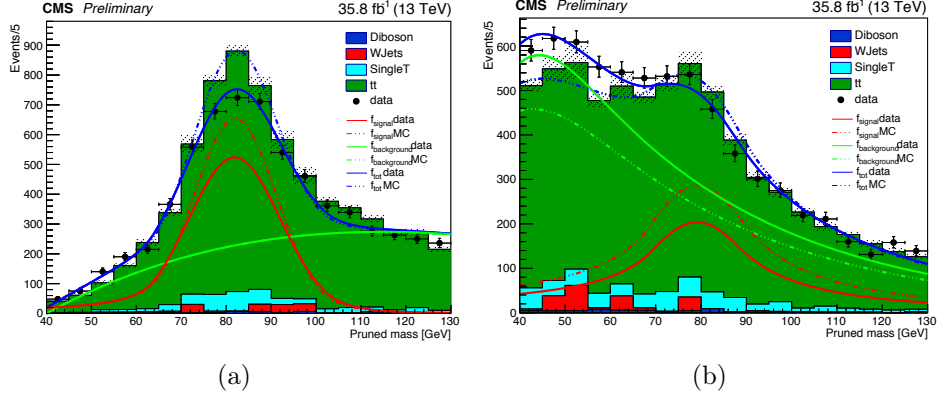 CMS Preliminary 35.8 fb⁻¹ (13 TeV)
Events/5
900
800
700
600
500
400
300
200
100
0
Diboson
WJets
SingleT
tt
data
f_signal data
f_signal MC
f_background data
f_background MC
f_tot data
f_tot MC
40 50 60 70 80 90 100 110 120 130
Pruned mass [GeV]
(a)
CMS Preliminary 35.8 fb⁻¹ (13 TeV)
Events/5
600
500
400
300
200
100
0
Diboson
WJets
SingleT
tt
data
f_signal data
f_signal MC
f_background data
f_background MC
f_tot data
f_tot MC
40 50 60 70 80 90 100 110 120 130
Pruned mass [GeV]
(b)